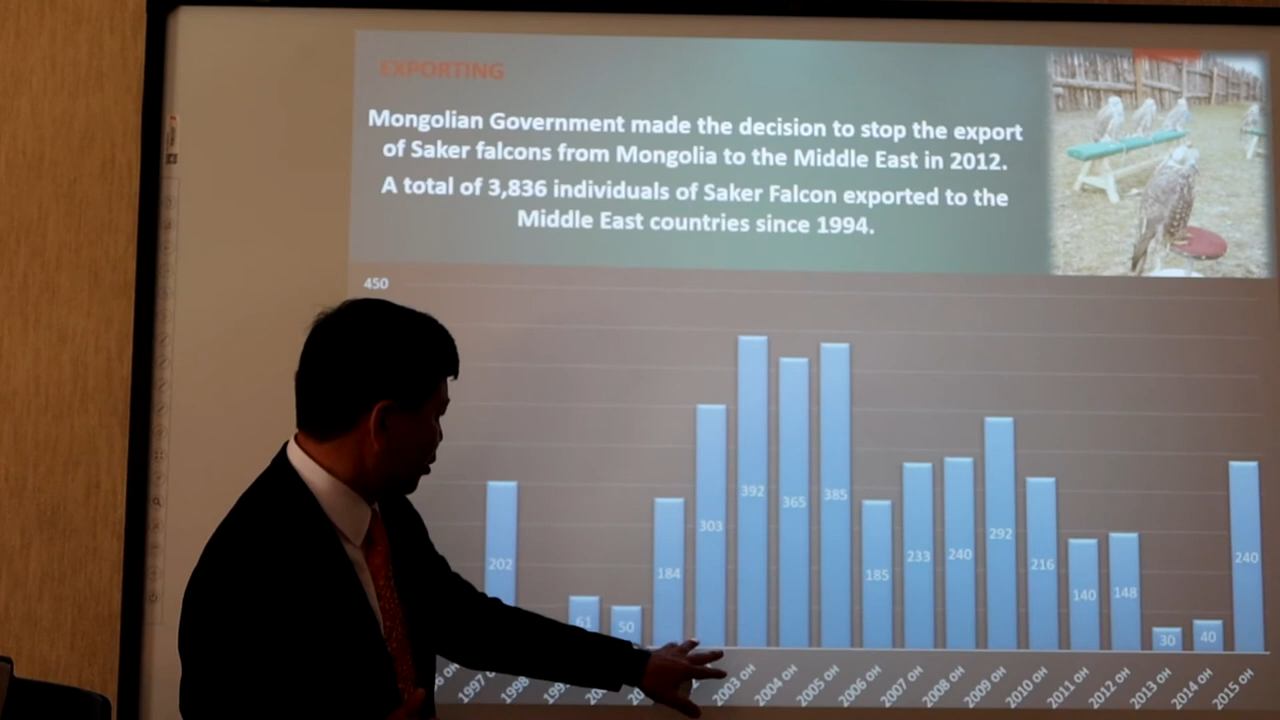 EXPORTING
Mongolian Government made the decision to stop the export
of Saker falcons from Mongolia to the Middle East in 2012.
A total of 3,836 individuals of Saker Falcon exported to the
Middle East countries since 1994.
450
202
61
50
184
303
392
365
385
185
233
240
292
216
140
148
30
40
240
2003 он
2004 он
2005 он
2006 он
2007 он
2008 он
2009 он
2010 он
2011 он
2012 он
2013 он
2014 он
2015 он